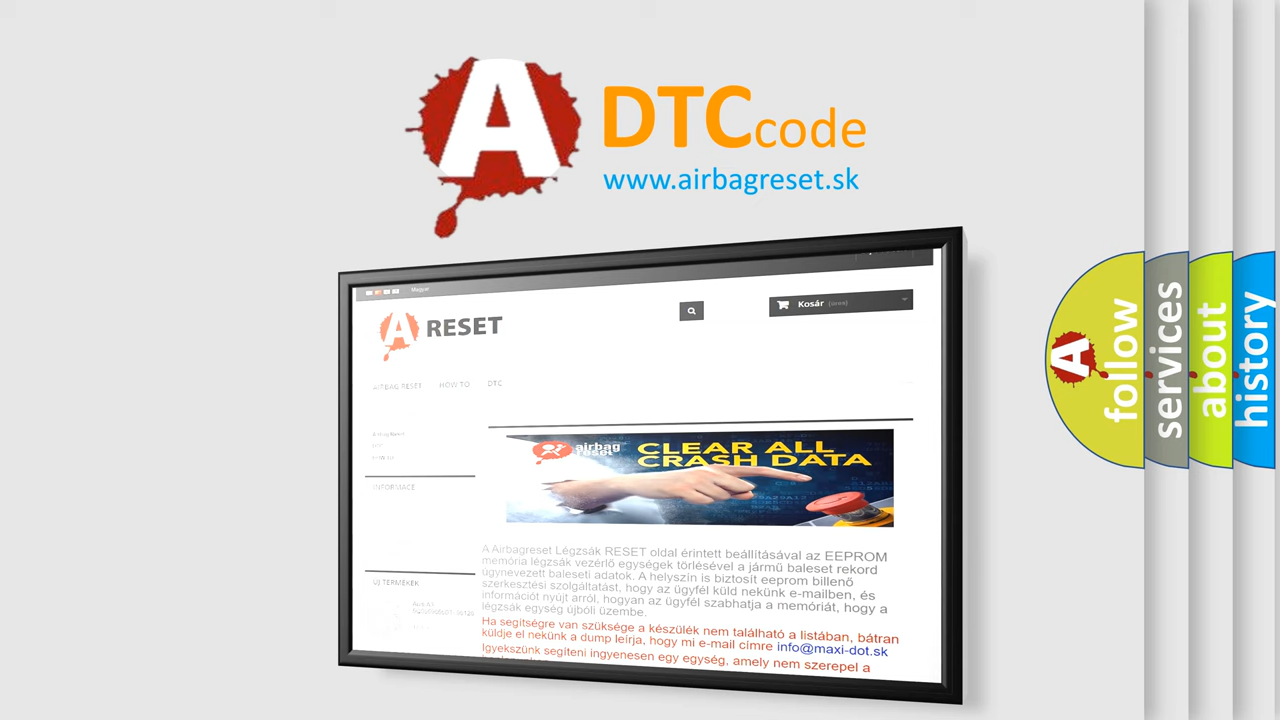 A DTCcode
www.airbagreset.sk
Magyar
Kosár (üres)
A RESET
AIRBAG RESET HOW TO DTC
airbag
reset
CLEAR ALL
CRASH DATA
INFORMACE
ÚJ TERMÉKEK
A Airbagreset Légzsák RESET oldal érintett beállításával az EEPROM
memória légzsák vezérlő egységek törlésével a jármű baleset rekord
úgynevezett baleseti adatok. A helyszín is biztosít eeprom billenő
szerkesztési szolgáltatást, hogy az ügyfél küld nekünk e-mailben, és
információt nyújt arról, hogyan az ügyfél szabhatja a memóriát, hogy a
légzsák egység újbóli üzembe.
Ha segítségre van szüksége a készülék nem található a listában, bátran
küldje el nekünk a dump leírja, hogy mi e-mail címre info@maxi-dot.sk
Igyekszünk segíteni ingyenesen egy egység, amely nem szerepel a
A follow
services
about
history